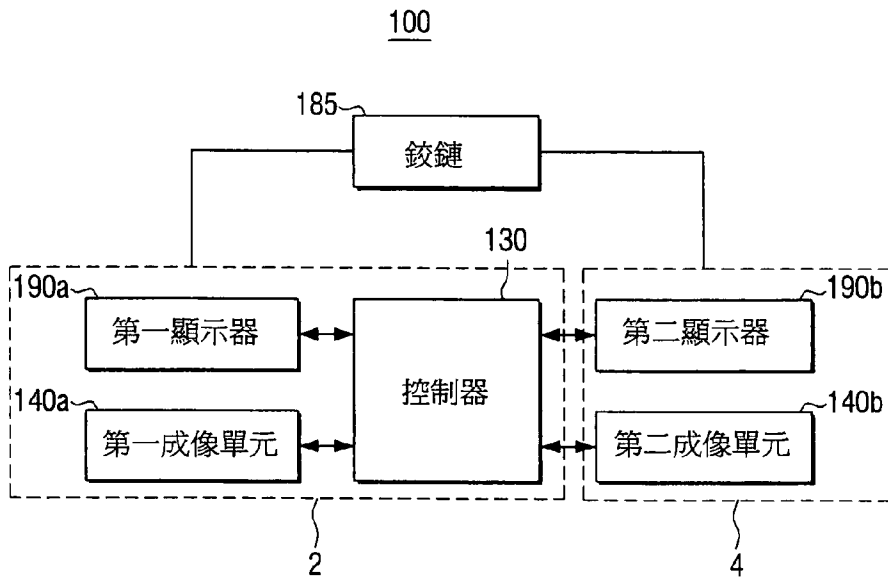 100
185
鉸鏈
130
190a
第一顯示器
190b
第二顯示器
控制器
140a
第一成像單元
140b
第二成像單元
2
4